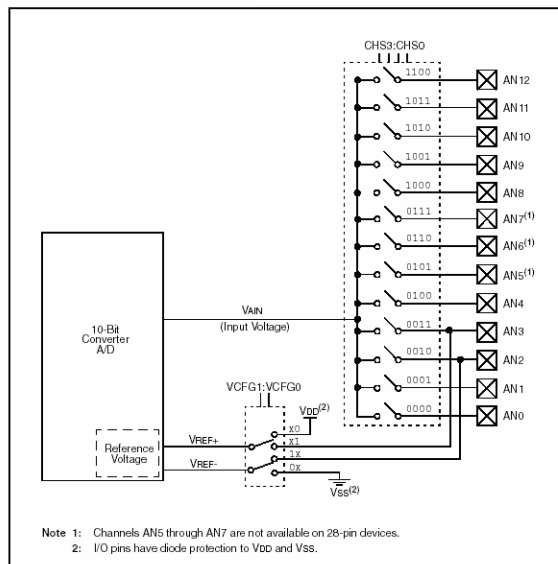 CHS3:CHS0
1100 AN12
1011 AN11
1010 AN10
1001 AN9
1000 AN8
0111 AN7(1)
0110 AN6(1)
0101 AN5(1)
0100 AN4
VAIN
(Input Voltage)
10-Bit
Converter
A/D
0011 AN3
0010 AN2
0001 AN1
0000 AN0
VCFG1:VCFG0
VDD(2)
Reference
Voltage
VREF+
VREF-
X0
X1
1X
0X
VSS(2)
Note 1: Channels AN5 through AN7 are not available on 28-pin devices.
2: I/O pins have diode protection to VDD and VSS.